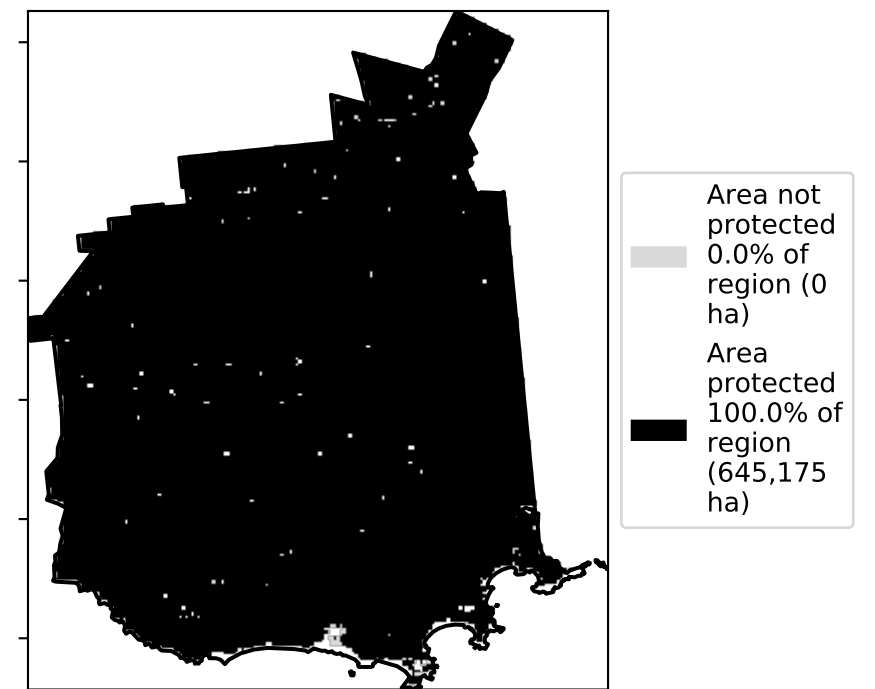 Area not
protected
0.0% of
region (0
ha)
Area
protected
100.0% of
region
(645,175
ha)